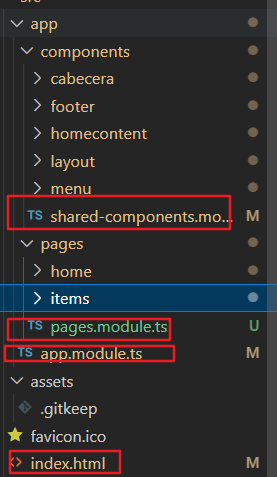 src
app
components
cabecera
footer
homecontent
layout
menu
TS shared-components.mo... M
pages
home
items
TS pages.module.ts U
app.module.ts M
assets
.gitkeep
favicon.ico
<> index.html M